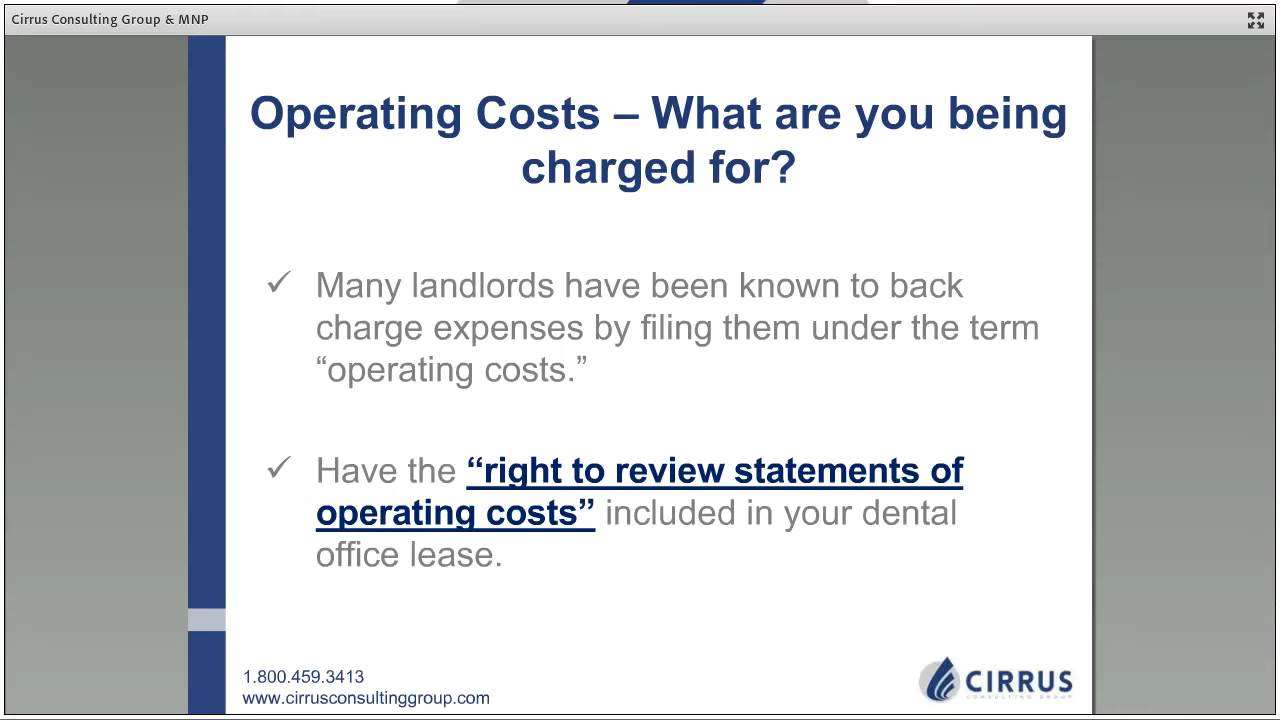 Cirrus Consulting Group & MNP
Operating Costs – What are you being
charged for?
✓ Many landlords have been known to back
charge expenses by filing them under the term
“operating costs.”
✓ Have the “right to review statements of
operating costs” included in your dental
office lease.
1.800.459.3413
www.cirrusconsultinggroup.com
CIRRUS
CONSULTING GROUP